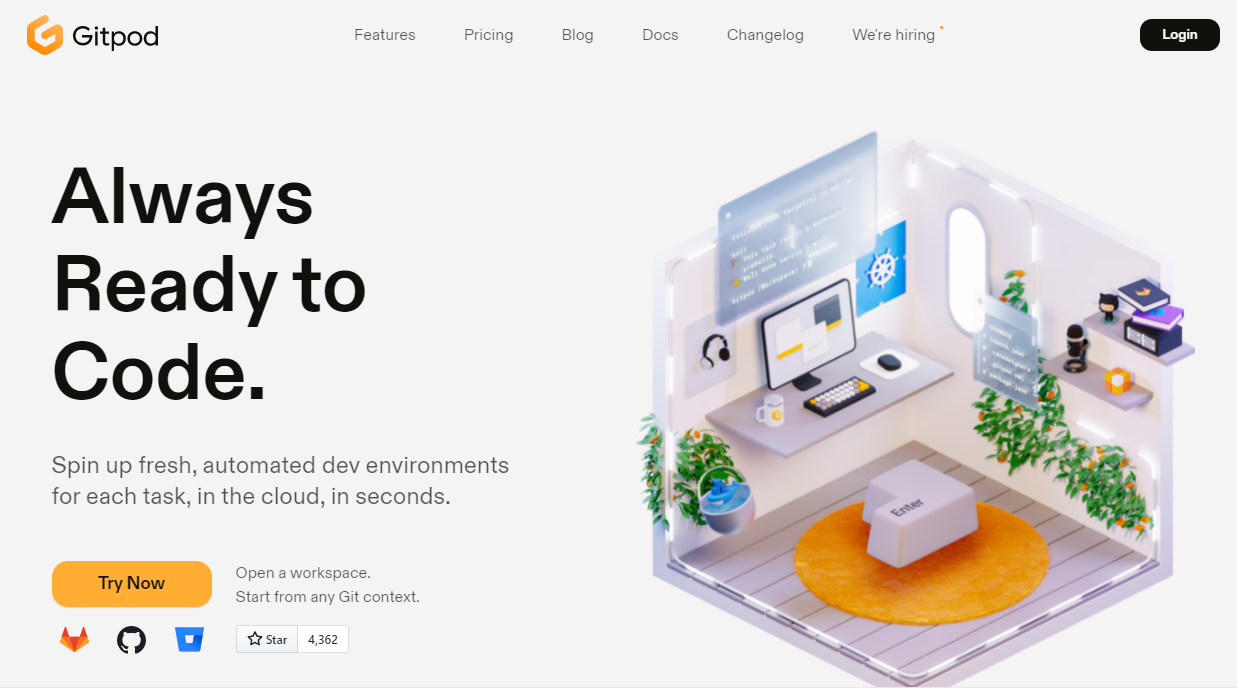 Gitpod
Features
Pricing
Blog
Docs
Changelog
We're hiring
Login
Always
Ready to
Code.
Spin up fresh, automated dev environments
for each task, in the cloud, in seconds.
Try Now
Open a workspace.
Start from any Git context.
Star
4,362
Enter